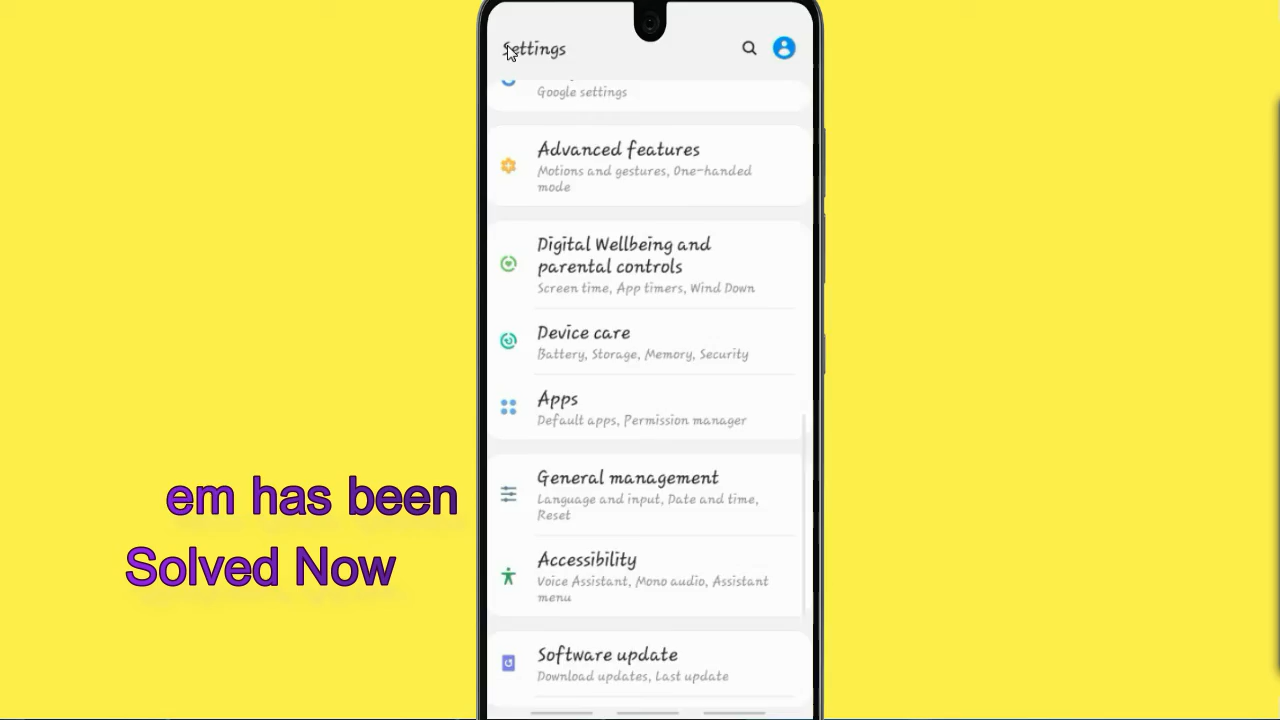 Settings
Google settings
Advanced features
Motions and gestures, One-handed
mode
Digital Wellbeing and
parental controls
Screen time, App timers, Wind Down
Device care
Battery, Storage, Memory, Security
Apps
Default apps, Permission manager
General management
Language and input, Date and time,
Reset
Accessibility
Voice Assistant, Mono audio, Assistant
menu
Software update
Download updates, Last update
em has been
Solved Now